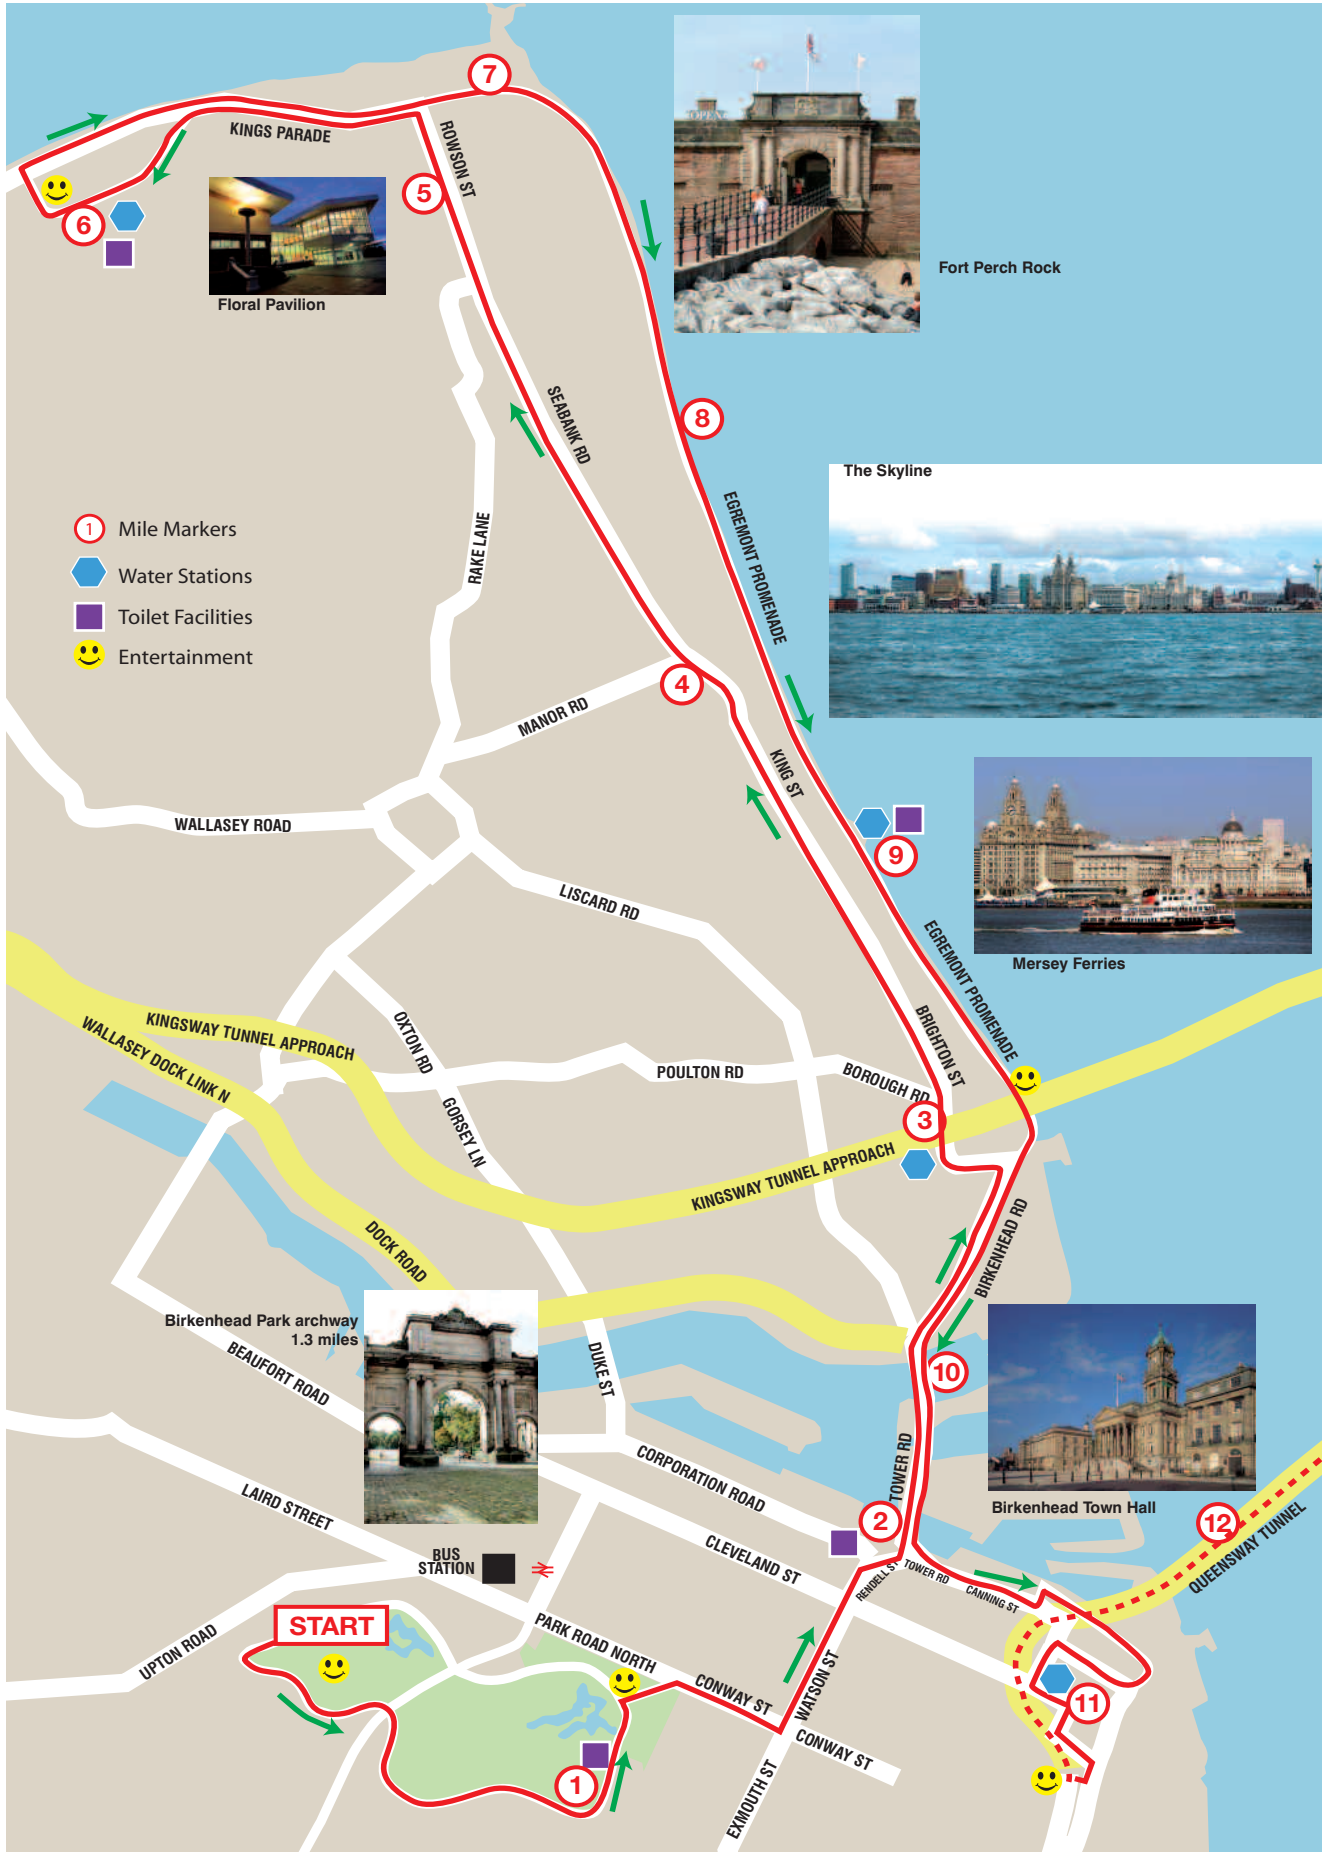 7
KINGS PARADE
ROWSON ST
5
6
Floral Pavilion
Fort Perch Rock
SEABANK RD
8
The Skyline
EGREMONT PROMENADE
1 Mile Markers
Water Stations
Toilet Facilities
Entertainment
RAKE LANE
4
MANOR RD
KING ST
WALLASEY ROAD
9
LISCARD RD
EGREMONT PROMENADE
Mersey Ferries
KINGSWAY TUNNEL APPROACH
WALLASEY DOCK LINK N
OXTON RD
BRIGHTON ST
POULTON RD
BOROUGH RD
GORSEY LN
3
KINGSWAY TUNNEL APPROACH
DOCK ROAD
BIRKENHEAD RD
Birkenhead Park archway
1.3 miles
BEAUFORT ROAD
DUKE ST
10
TOWER RD
CORPORATION ROAD
LAIRD STREET
Birkenhead Town Hall
2
12
QUEENSWAY TUNNEL
CLEVELAND ST
BUS
STATION
RENDELL ST
TOWER RD
CANNING ST
START
UPTON ROAD
PARK ROAD NORTH
CONWAY ST
WATSON ST
11
CONWAY ST
1
EXMOUTH ST